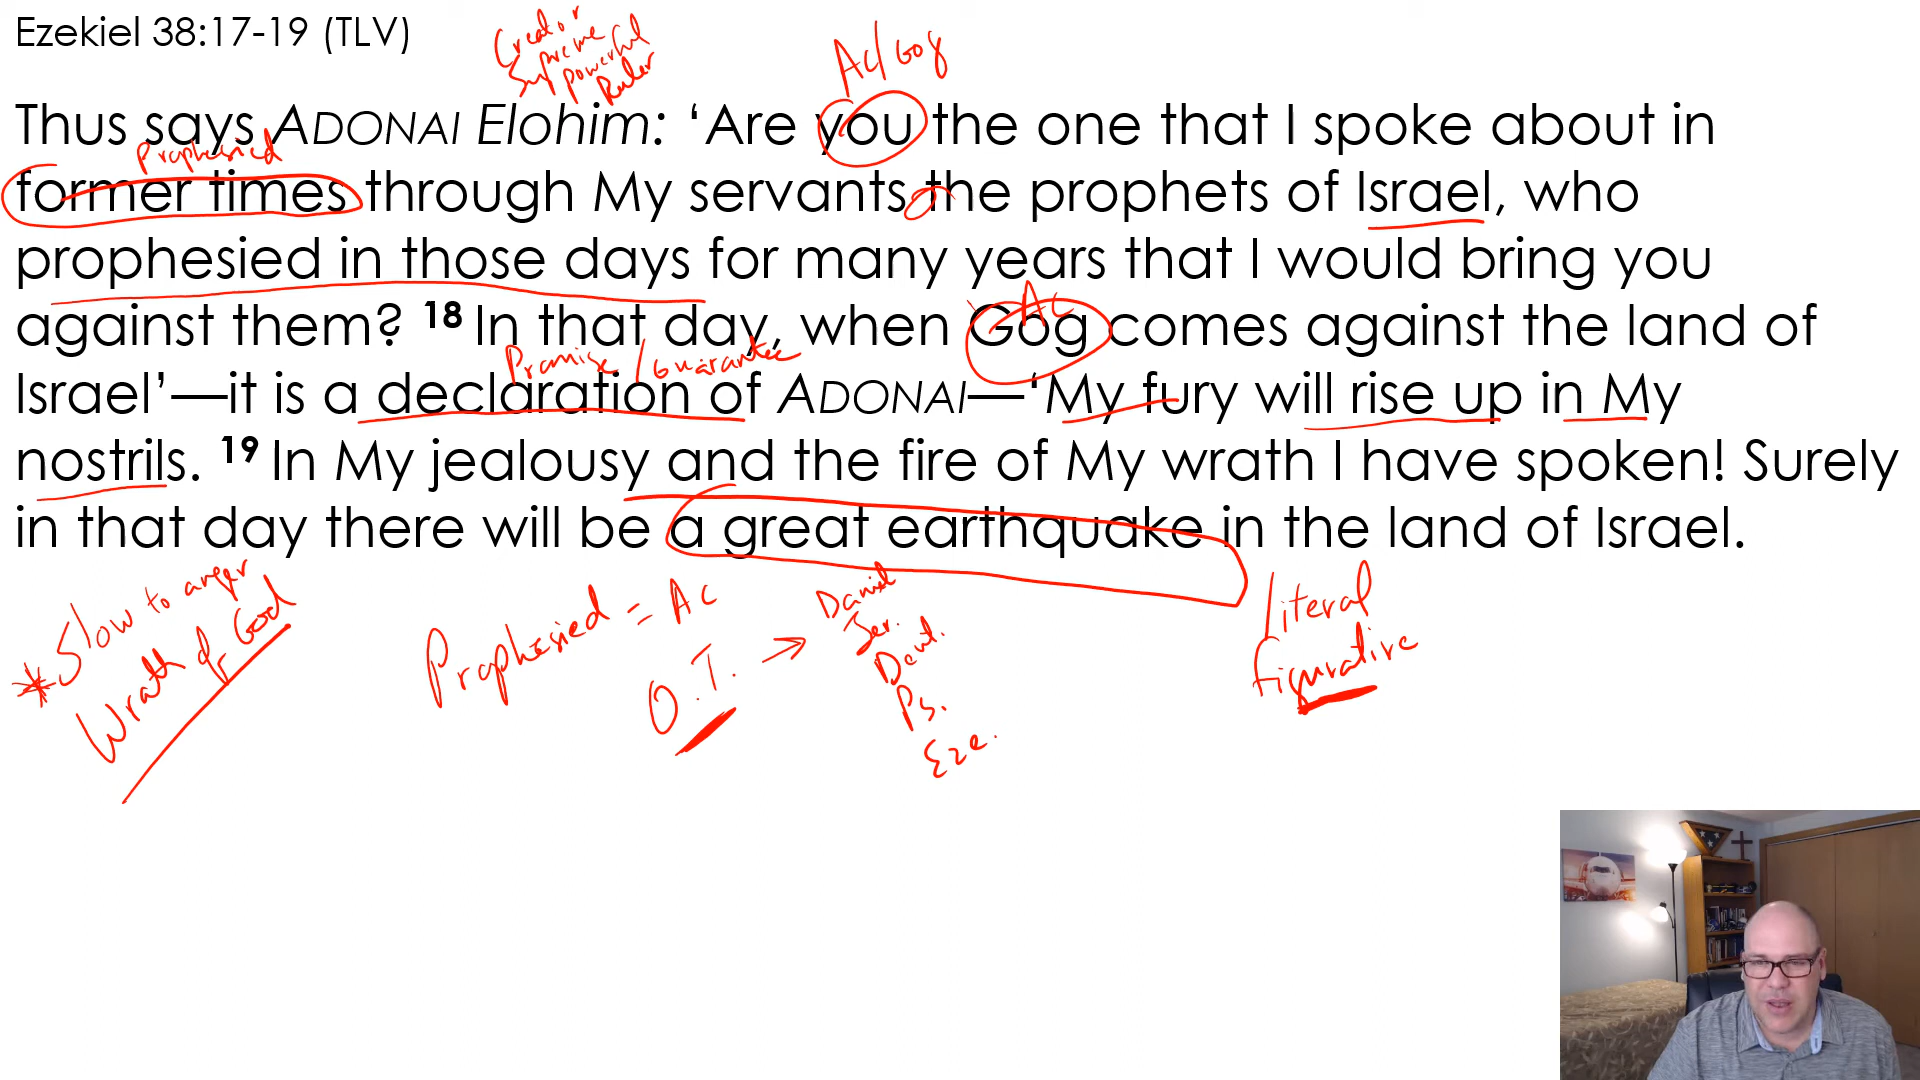 Ezekiel 38:17-19 (TLV)
Creator
Supreme
powerful
Ruler
AC/Gog
Thus says ADONAI Elohim: ‘Are you the one that I spoke about in
Prophesied
former times through My servants the prophets of Israel, who
prophesied in those days for many years that I would bring you
AC
against them? 18 In that day, when Gog comes against the land of
Promise/Guarantee
Israel’—it is a declaration of ADONAI—‘My fury will rise up in My
nostrils. 19 In My jealousy and the fire of My wrath I have spoken! Surely
in that day there will be a great earthquake in the land of Israel.
*Slow to anger
Wrath of God
Prophesied = AC
O.T. →
Daniel
Jer.
Deut.
Ps.
Eze.
Literal
Figurative